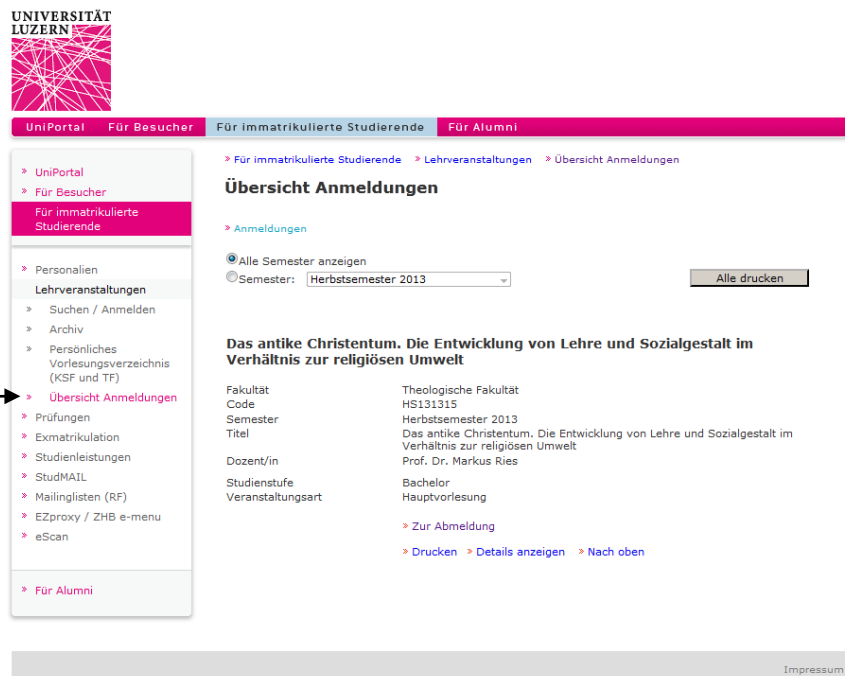 UNIVERSITÄT
LUZERN
UniPortal Für Besucher Für immatrikulierte Studierende Für Alumni
» UniPortal
» Für Besucher
Für immatrikulierte
Studierende
» Personalien
Lehrveranstaltungen
» Suchen / Anmelden
» Archiv
» Persönliches
Vorlesungsverzeichnis
(KSF und TF)
» Übersicht Anmeldungen
» Prüfungen
» Exmatrikulation
» Studienleistungen
» StudMAIL
» Mailinglisten (RF)
» EZproxy / ZHB e-menu
» eScan
» Für Alumni
» Für immatrikulierte Studierende » Lehrveranstaltungen » Übersicht Anmeldungen
Übersicht Anmeldungen
» Anmeldungen
Alle Semester anzeigen
Semester: Herbstsemester 2013
Alle drucken
Das antike Christentum. Die Entwicklung von Lehre und Sozialgestalt im
Verhältnis zur religiösen Umwelt
Fakultät Theologische Fakultät
Code HS131315
Semester Herbstsemester 2013
Titel Das antike Christentum. Die Entwicklung von Lehre und Sozialgestalt im
Verhältnis zur religiösen Umwelt
Dozent/in Prof. Dr. Markus Ries
Studienstufe Bachelor
Veranstaltungsart Hauptvorlesung
» Zur Abmeldung
» Drucken » Details anzeigen » Nach oben
Impressum